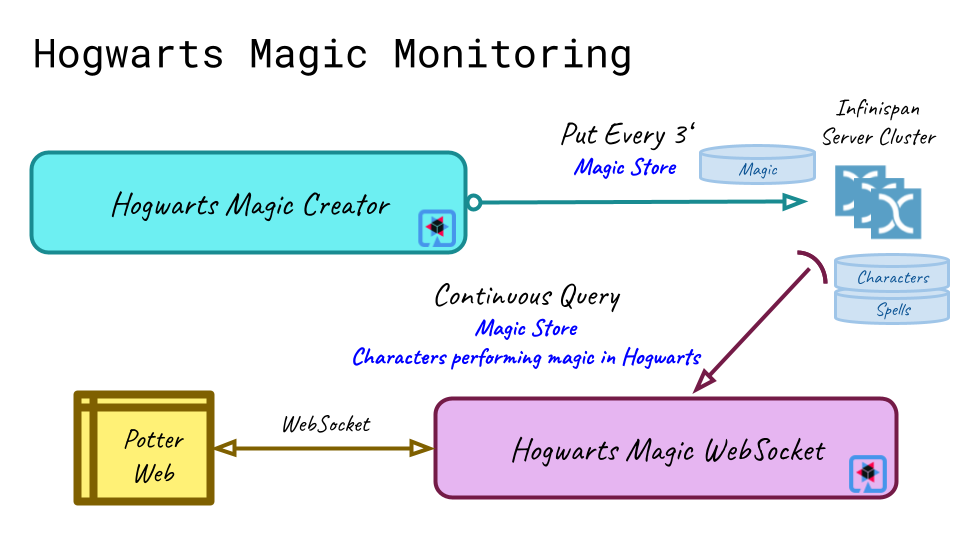 Hogwarts Magic Monitoring
Infinispan
Server Cluster
Put Every 3‘
Magic Store
Magic
Hogwarts Magic Creator
Characters
Spells
Continuous Query
Magic Store
Characters performing magic in Hogwarts
WebSocket
Potter
Web
Hogwarts Magic WebSocket